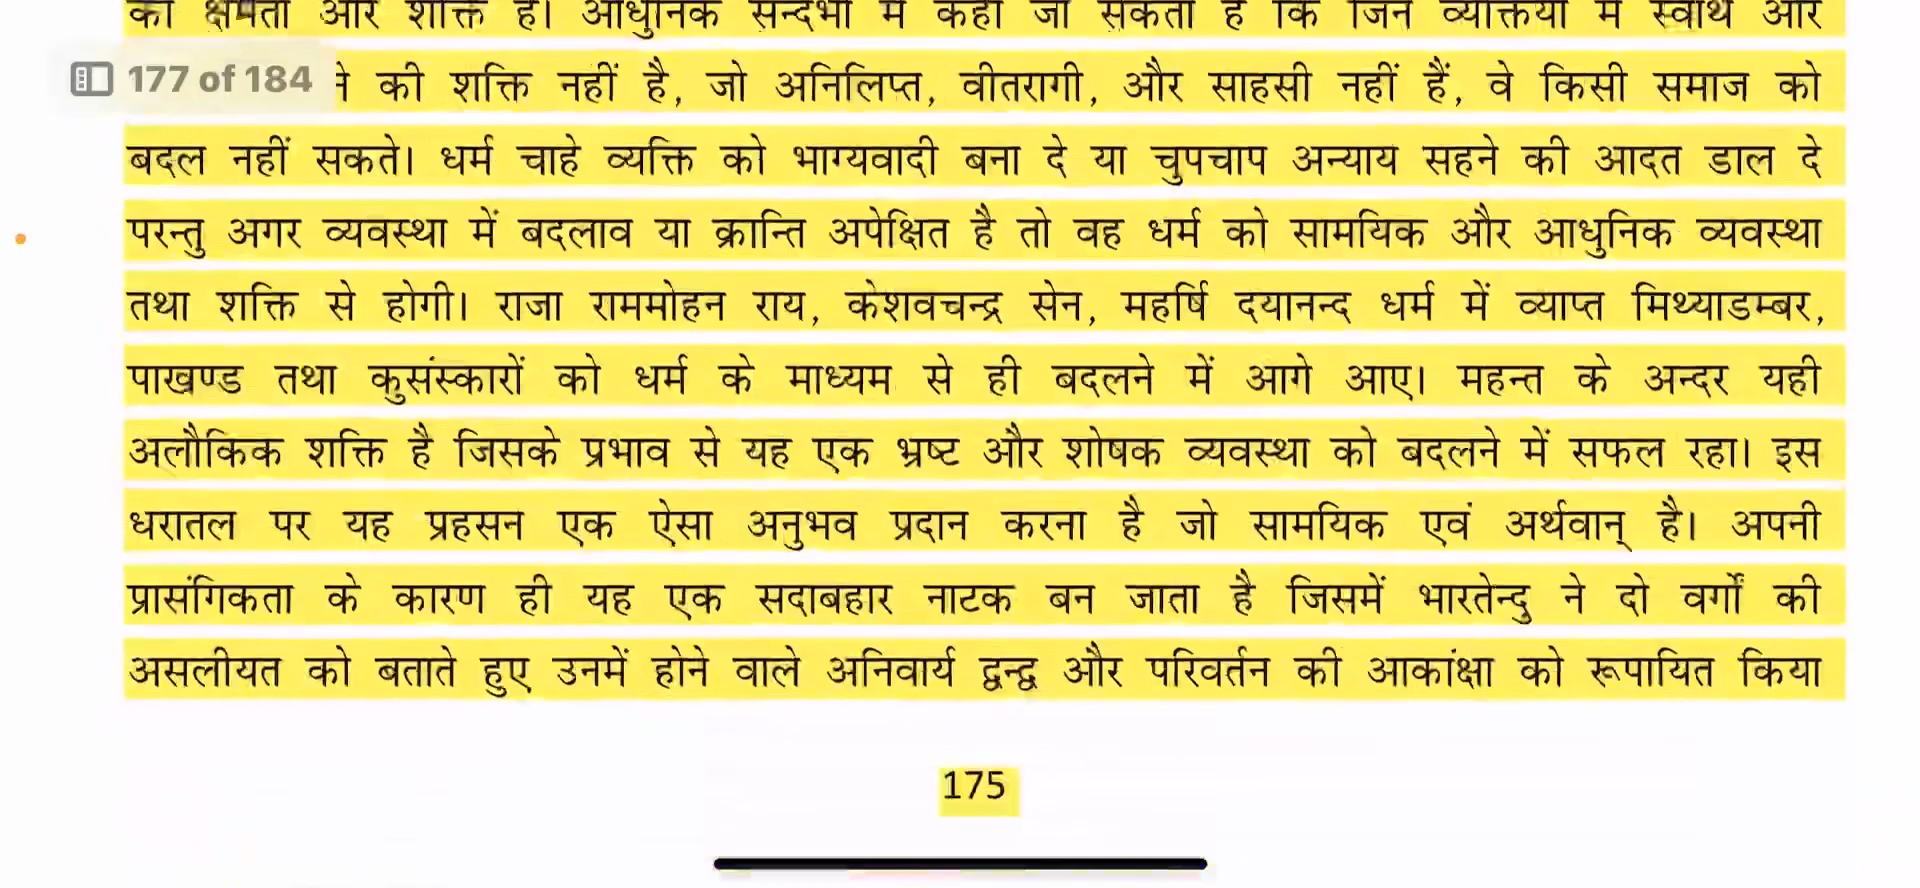 की क्षमता और शक्ति है। आधुनिक सन्दर्भों में कहा जा सकता है कि जिन व्यक्तियों में स्वार्थ और
177 of 184 ने की शक्ति नहीं है, जो अनिलिप्त, वीतरागी, और साहसी नहीं हैं, वे किसी समाज को
बदल नहीं सकते। धर्म चाहे व्यक्ति को भाग्यवादी बना दे या चुपचाप अन्याय सहने की आदत डाल दे
परन्तु अगर व्यवस्था में बदलाव या क्रान्ति अपेक्षित है तो वह धर्म को सामयिक और आधुनिक व्यवस्था
तथा शक्ति से होगी। राजा राममोहन राय, केशवचन्द्र सेन, महर्षि दयानन्द धर्म में व्याप्त मिथ्याडम्बर,
पाखण्ड तथा कुसंस्कारों को धर्म के माध्यम से ही बदलने में आगे आए। महन्त के अन्दर यही
अलौकिक शक्ति है जिसके प्रभाव से यह एक भ्रष्ट और शोषक व्यवस्था को बदलने में सफल रहा। इस
धरातल पर यह प्रहसन एक ऐसा अनुभव प्रदान करना है जो सामयिक एवं अर्थवान् है। अपनी
प्रासंगिकता के कारण ही यह एक सदाबहार नाटक बन जाता है जिसमें भारतेन्दु ने दो वर्गों की
असलीयत को बताते हुए उनमें होने वाले अनिवार्य द्वन्द्व और परिवर्तन की आकांक्षा को रूपायित किया
175